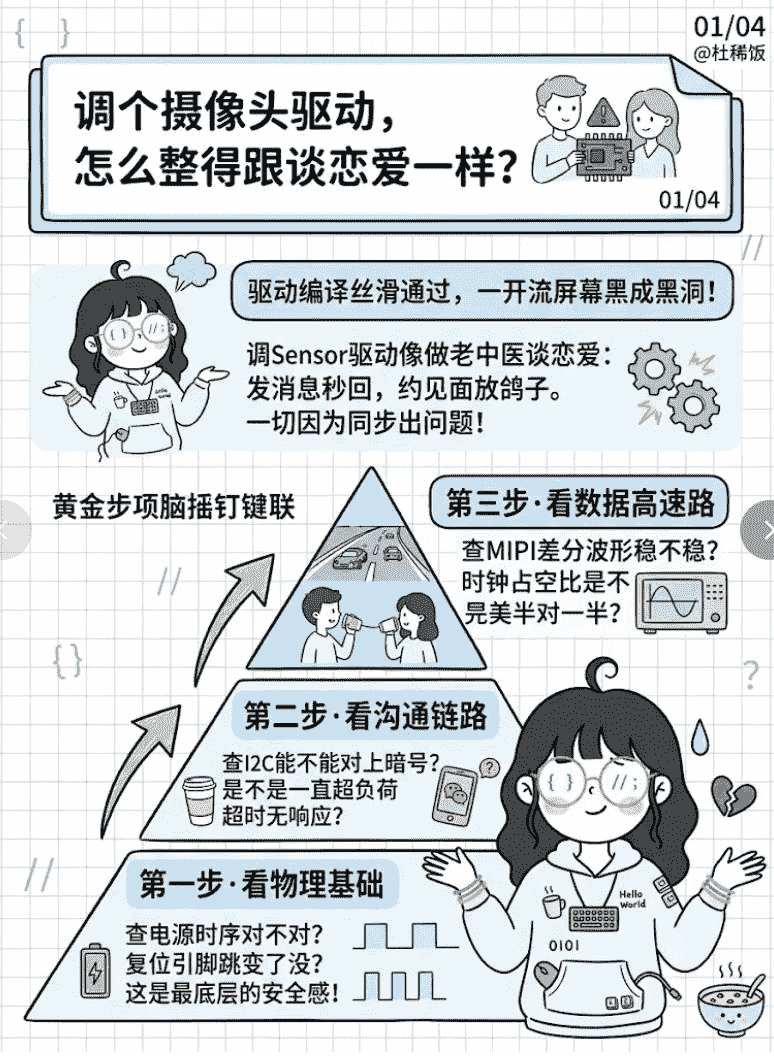 01/04
@杜稀饭
调个摄像头驱动，
怎么整得跟谈恋爱一样？
01/04
驱动编译丝滑通过，一开流屏幕黑成黑洞！
调Sensor驱动像做老中医谈恋爱：
发消息秒回，约见面放鸽子。
一切因为同步出问题！
黄金步项脑摇钉键联
第三步·看数据高速路
查MIPI差分波形稳不稳？
时钟占空比是不
是完美半对一半？
第二步·看沟通链路
查I2C能不能对上暗号？
是不是一直超负荷
超时无响应？
第一步·看物理基础
查电源时序对不对？
复位引脚跳变了没？
这是最底层的安全感！
Hello
World
0101